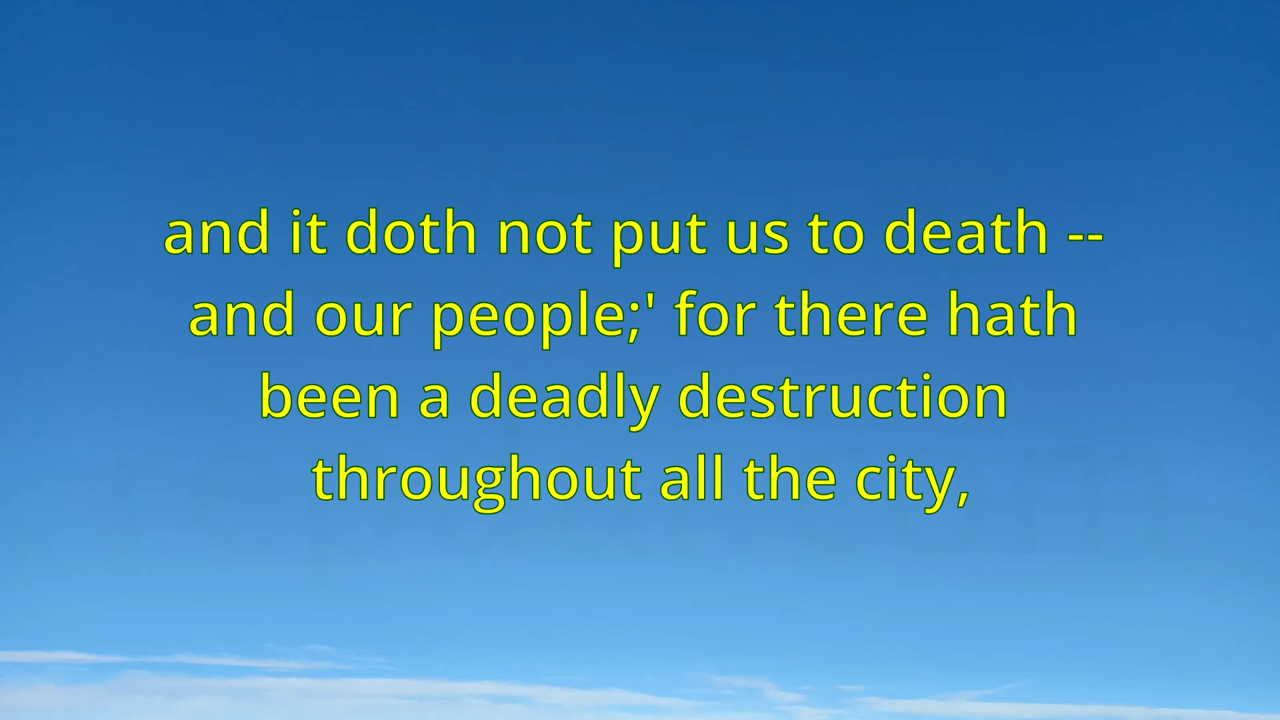 and it doth not put us to death --
and our people;' for there hath
been a deadly destruction
throughout all the city,